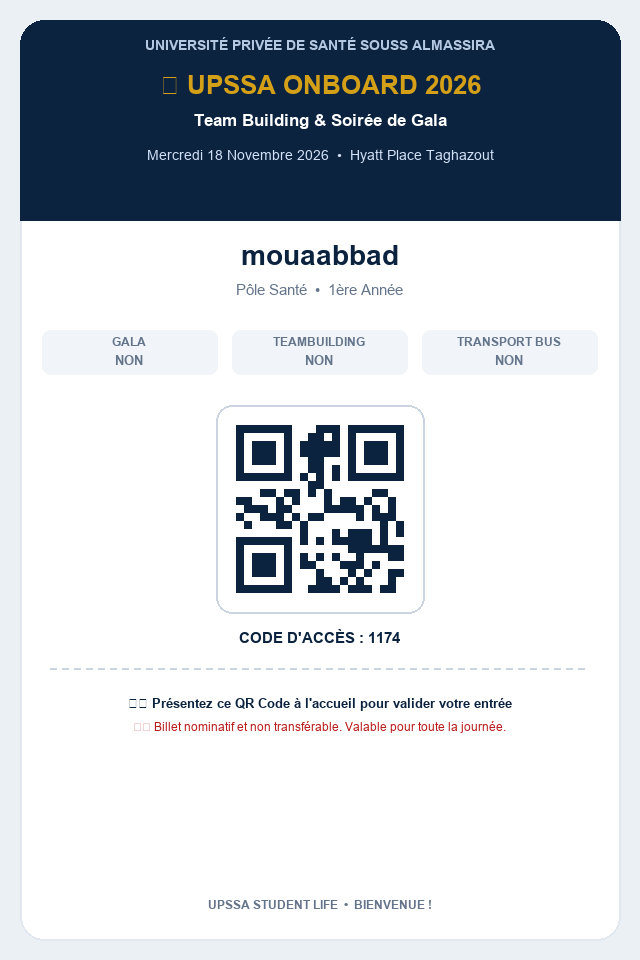 UNIVERSITÉ PRIVÉE DE SANTÉ SOUSS ALMASSIRA
UPSSA ONBOARD 2026
Team Building & Soirée de Gala
Mercredi 18 Novembre 2026 • Hyatt Place Taghazout
mouaabbad
Pôle Santé • 1ère Année
GALA
NON
TEAMBUILDING
NON
TRANSPORT BUS
NON
CODE D'ACCÈS : 1174
Présentez ce QR Code à l'accueil pour valider votre entrée
Billet nominatif et non transférable. Valable pour toute la journée.
UPSSA STUDENT LIFE • BIENVENUE !